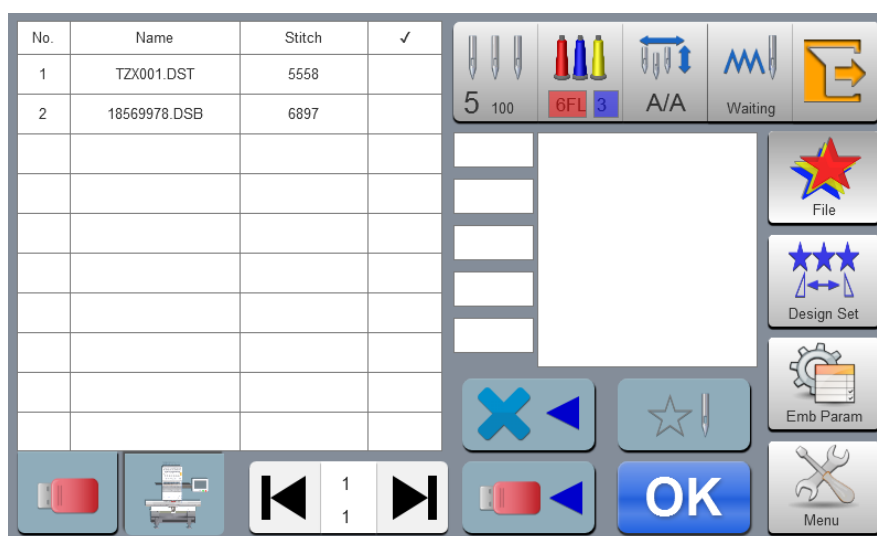 No. Name Stitch ✓
1 TZX001.DST 5558
2 18569978.DSB 6897
5 100
6FL 3
A/A
Waiting
File
Design Set
Emb Param
Menu
1
1
OK